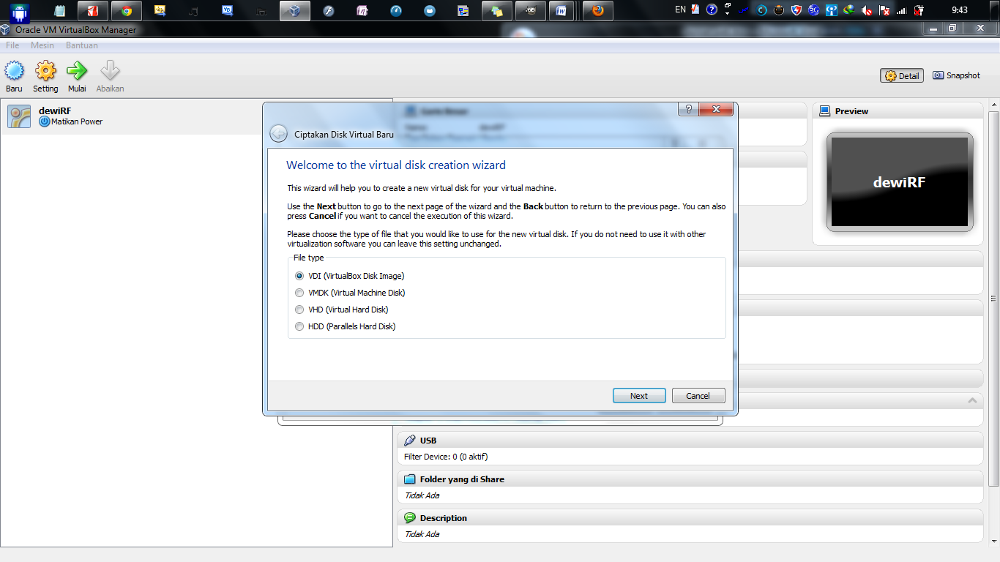 EN
9:43
Oracle VM VirtualBox Manager
File Mesin Bantuan
Baru Setting Mulai Abaikan
Detail Snapshot
dewiRF
Matikan Power
Preview
dewiRF
Ciptakan Disk Virtual Baru
Welcome to the virtual disk creation wizard
This wizard will help you to create a new virtual disk for your virtual machine.
Use the Next button to go to the next page of the wizard and the Back button to return to the previous page. You can also
press Cancel if you want to cancel the execution of this wizard.
Please choose the type of file that you would like to use for the new virtual disk. If you do not need to use it with other
virtualization software you can leave this setting unchanged.
File type
VDI (VirtualBox Disk Image)
VMDK (Virtual Machine Disk)
VHD (Virtual Hard Disk)
HDD (Parallels Hard Disk)
Next Cancel
USB
Filter Device: 0 (0 aktif)
Folder yang di Share
Tidak Ada
Description
Tidak Ada